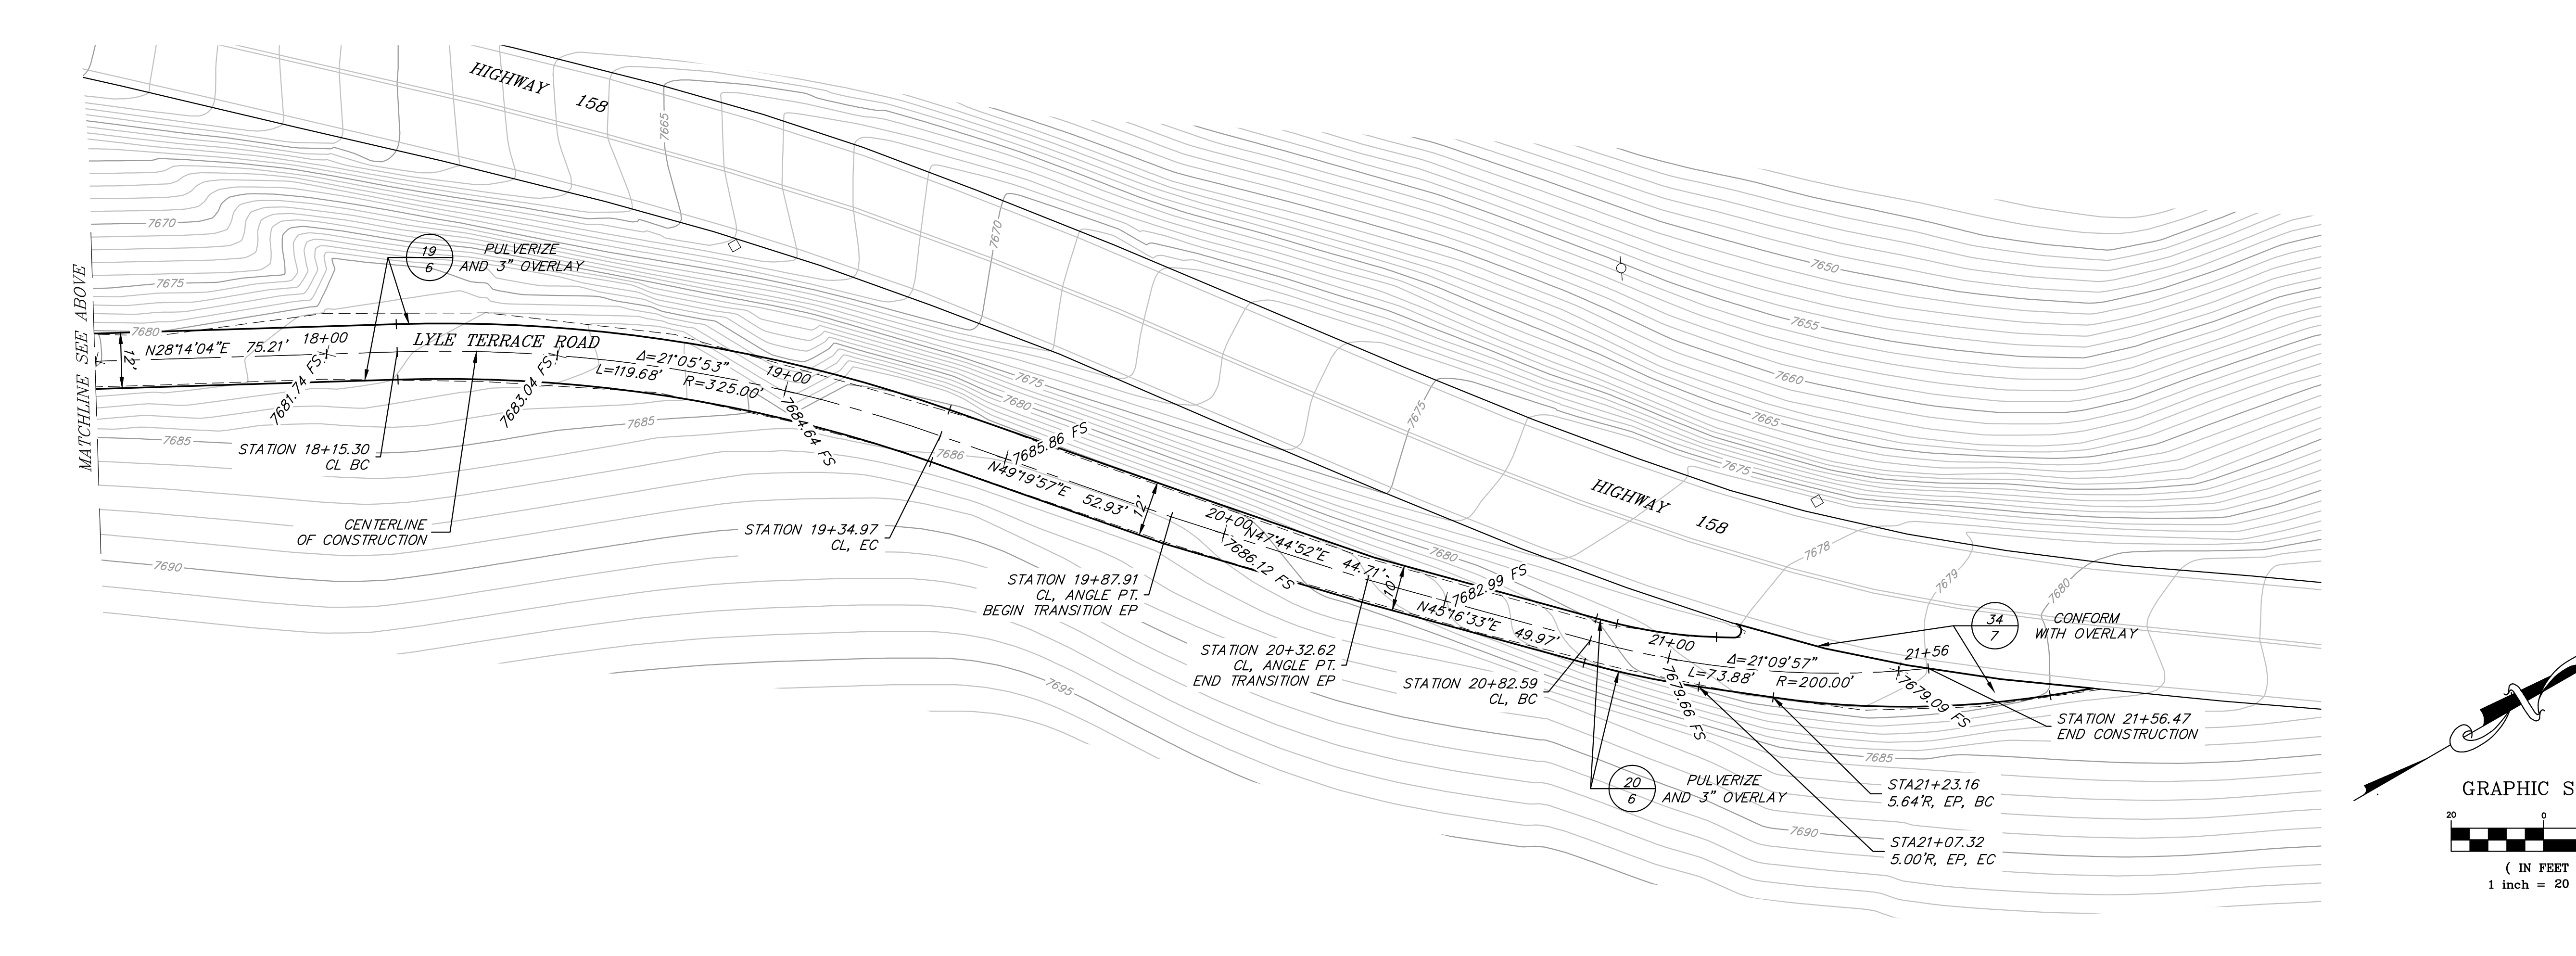 HIGHWAY 158
7665
7670
7670
7675
7680
MATCHLINE SEE ABOVE
19
6
PULVERIZE
AND 3" OVERLAY
12'
N28°14'04"E 75.21'
18+00
LYLE TERRACE ROAD
7681.74 FS
7683.04 FS
Δ=21°05'53"
L=119.68' R=325.00'
19+00
7684.64 FS
7685
7685
STATION 18+15.30
CL BC
CENTERLINE
OF CONSTRUCTION
7690
7675
7680
7686
7685.86 FS
N49°19'57"E 52.93'
12'
STATION 19+34.97
CL, EC
20+00
7686.12 FS
N47°44'52"E 44.71'
STATION 19+87.91
CL, ANGLE PT.
BEGIN TRANSITION EP
10'
7680
7682.99 FS
N45°16'33"E 49.97'
STATION 20+32.62
CL, ANGLE PT.
END TRANSITION EP
STATION 20+82.59
CL, BC
7695
7650
7655
7660
7665
7675
7675
HIGHWAY 158
7678
7679
7680
34
7
CONFORM
WITH OVERLAY
21+00
Δ=21°09'57"
L=73.88' R=200.00'
21+56
7679.66 FS
7679.09 FS
STATION 21+56.47
END CONSTRUCTION
7685
20
6
PULVERIZE
AND 3" OVERLAY
STA21+23.16
5.64'R, EP, BC
STA21+07.32
5.00'R, EP, EC
7690
GRAPHIC S
20 0
( IN FEET
1 inch = 20